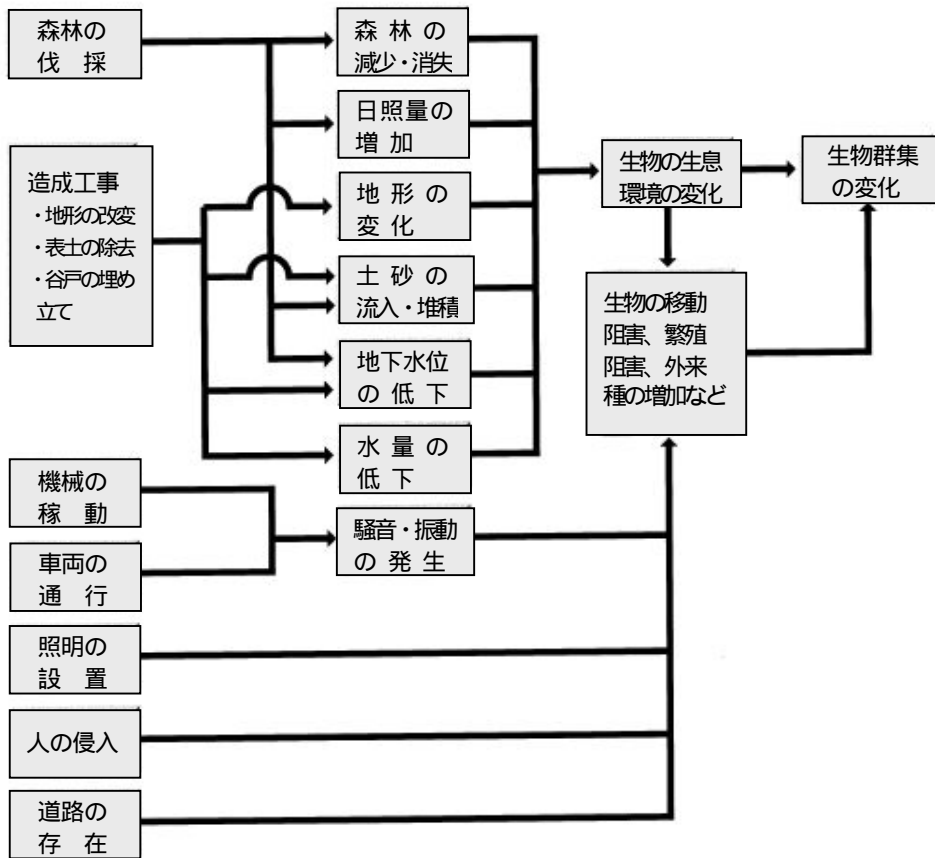 森林の
伐採
造成工事
・地形の改変
・表土の除去
・谷戸の埋め
立て
機械の
稼動
車両の
通行
照明の
設置
人の侵入
道路の
存在
森林の
減少・消失
日照量の
増加
地形の
変化
土砂の
流入・堆積
地下水位
の低下
水量の
低下
騒音・振動
の発生
生物の生息
環境の変化
生物の移動
阻害、繁殖
阻害、外来
種の増加など
生物群集
の変化